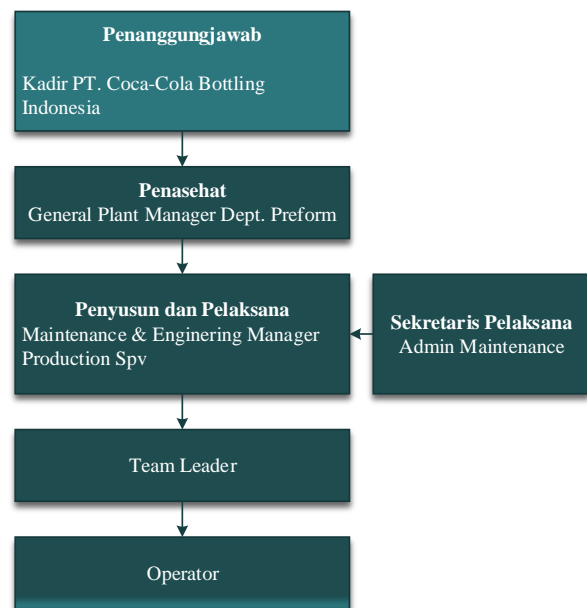 Penanggungjawab
Kadir PT. Coca-Cola Bottling
Indonesia
Penasehat
General Plant Manager Dept. Preform
Penyusun dan Pelaksana
Maintenance & Enginering Manager
Production Spv
Sekretaris Pelaksana
Admin Maintenance
Team Leader
Operator